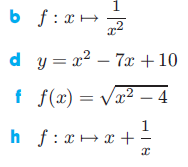 b f : x ↦ 1/x²
d y = x² − 7x + 10
f f(x) = √(x² − 4)
h f : x ↦ x + 1/x